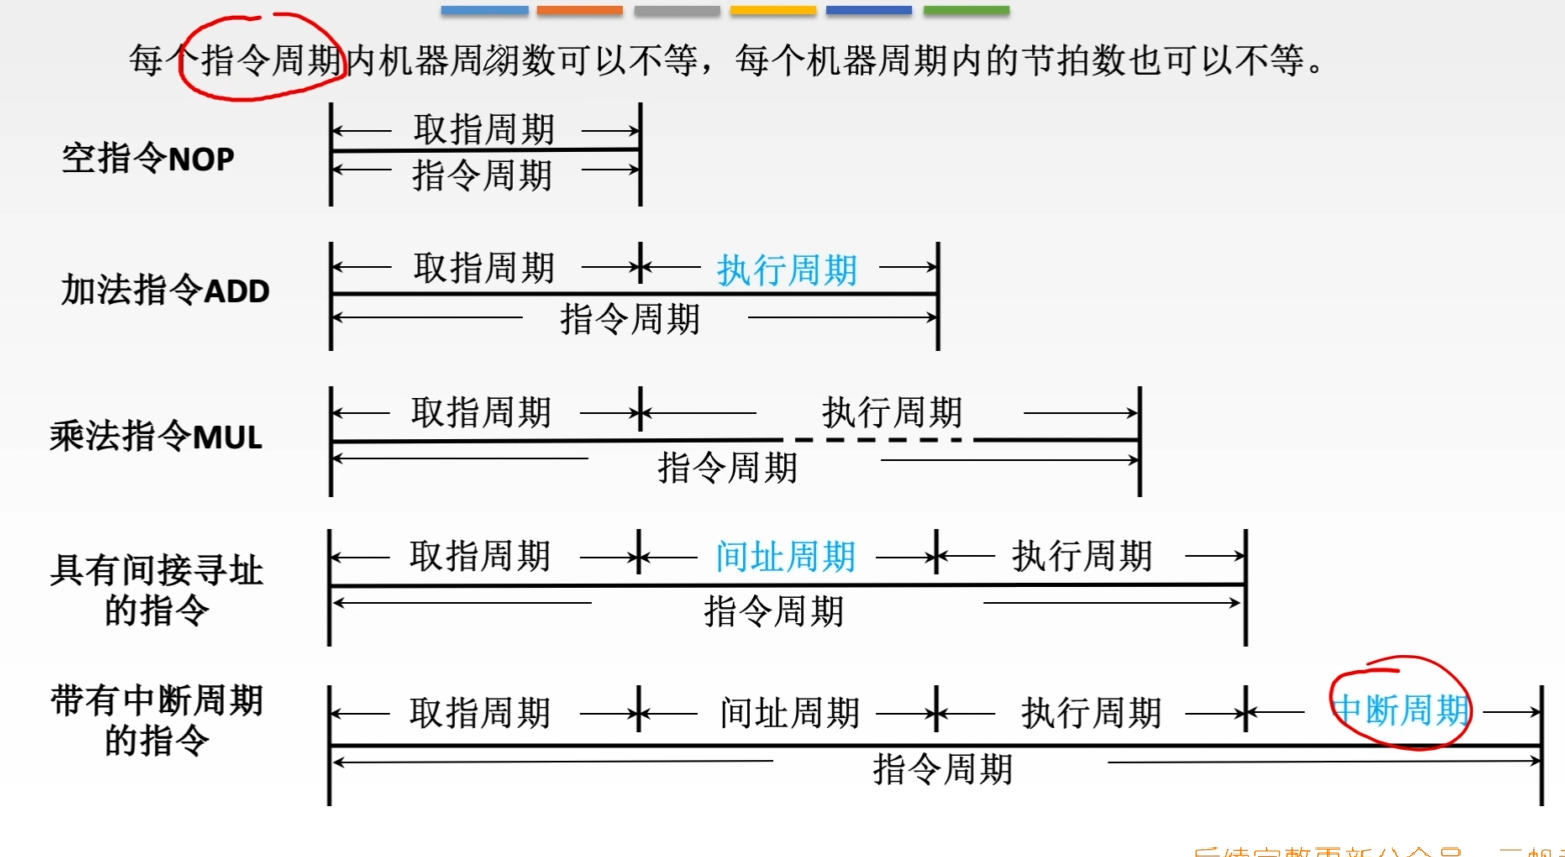 每个指令周期内机器周期数可以不等，每个机器周期内的节拍数也可以不等。
空指令NOP
取指周期
指令周期
加法指令ADD
取指周期 执行周期
指令周期
乘法指令MUL
取指周期 执行周期
指令周期
具有间接寻址
的指令
取指周期 间址周期 执行周期
指令周期
带有中断周期
的指令
取指周期 间址周期 执行周期 中断周期
指令周期